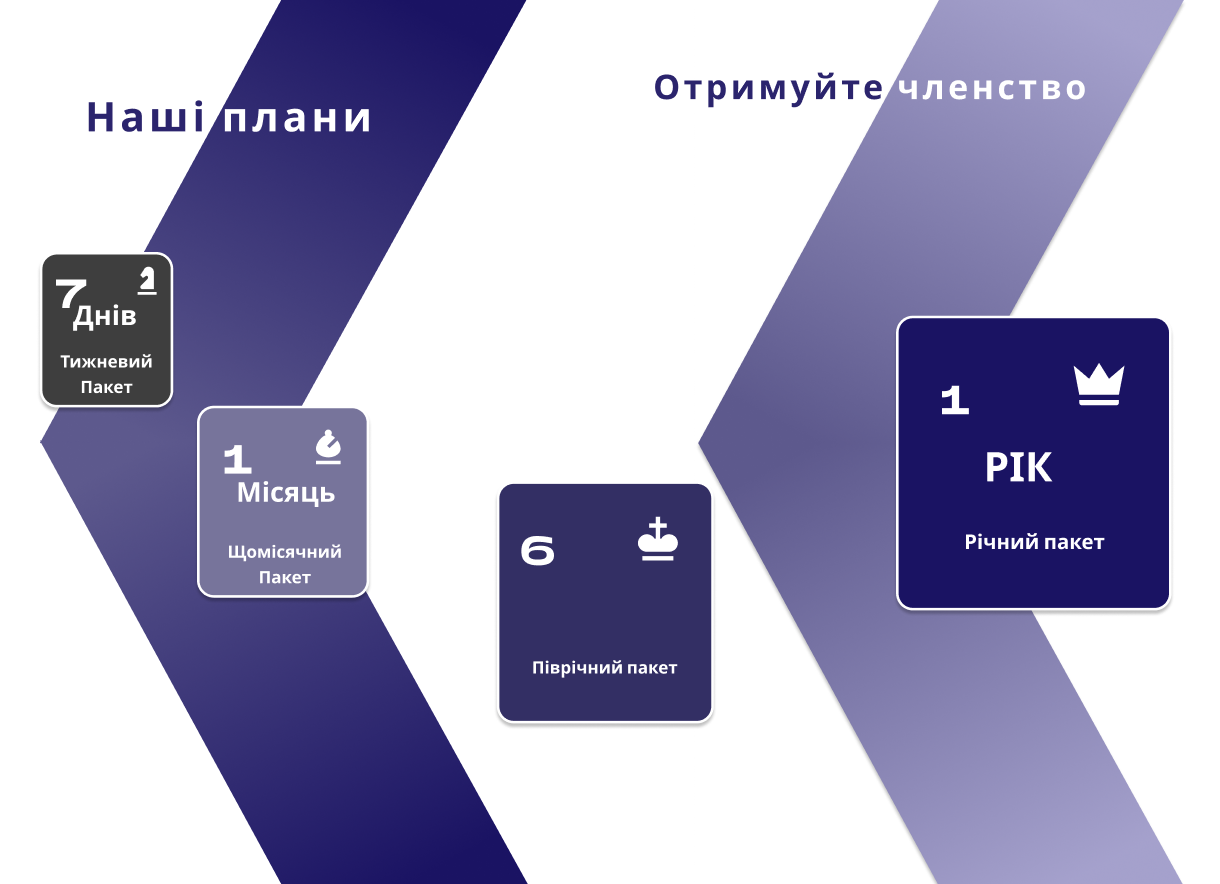 Наші плани
Отримуйте членство
7
Днів
Тижневий
Пакет
1
Місяць
Щомісячний
Пакет
6
Піврічний пакет
1
РІК
Річний пакет